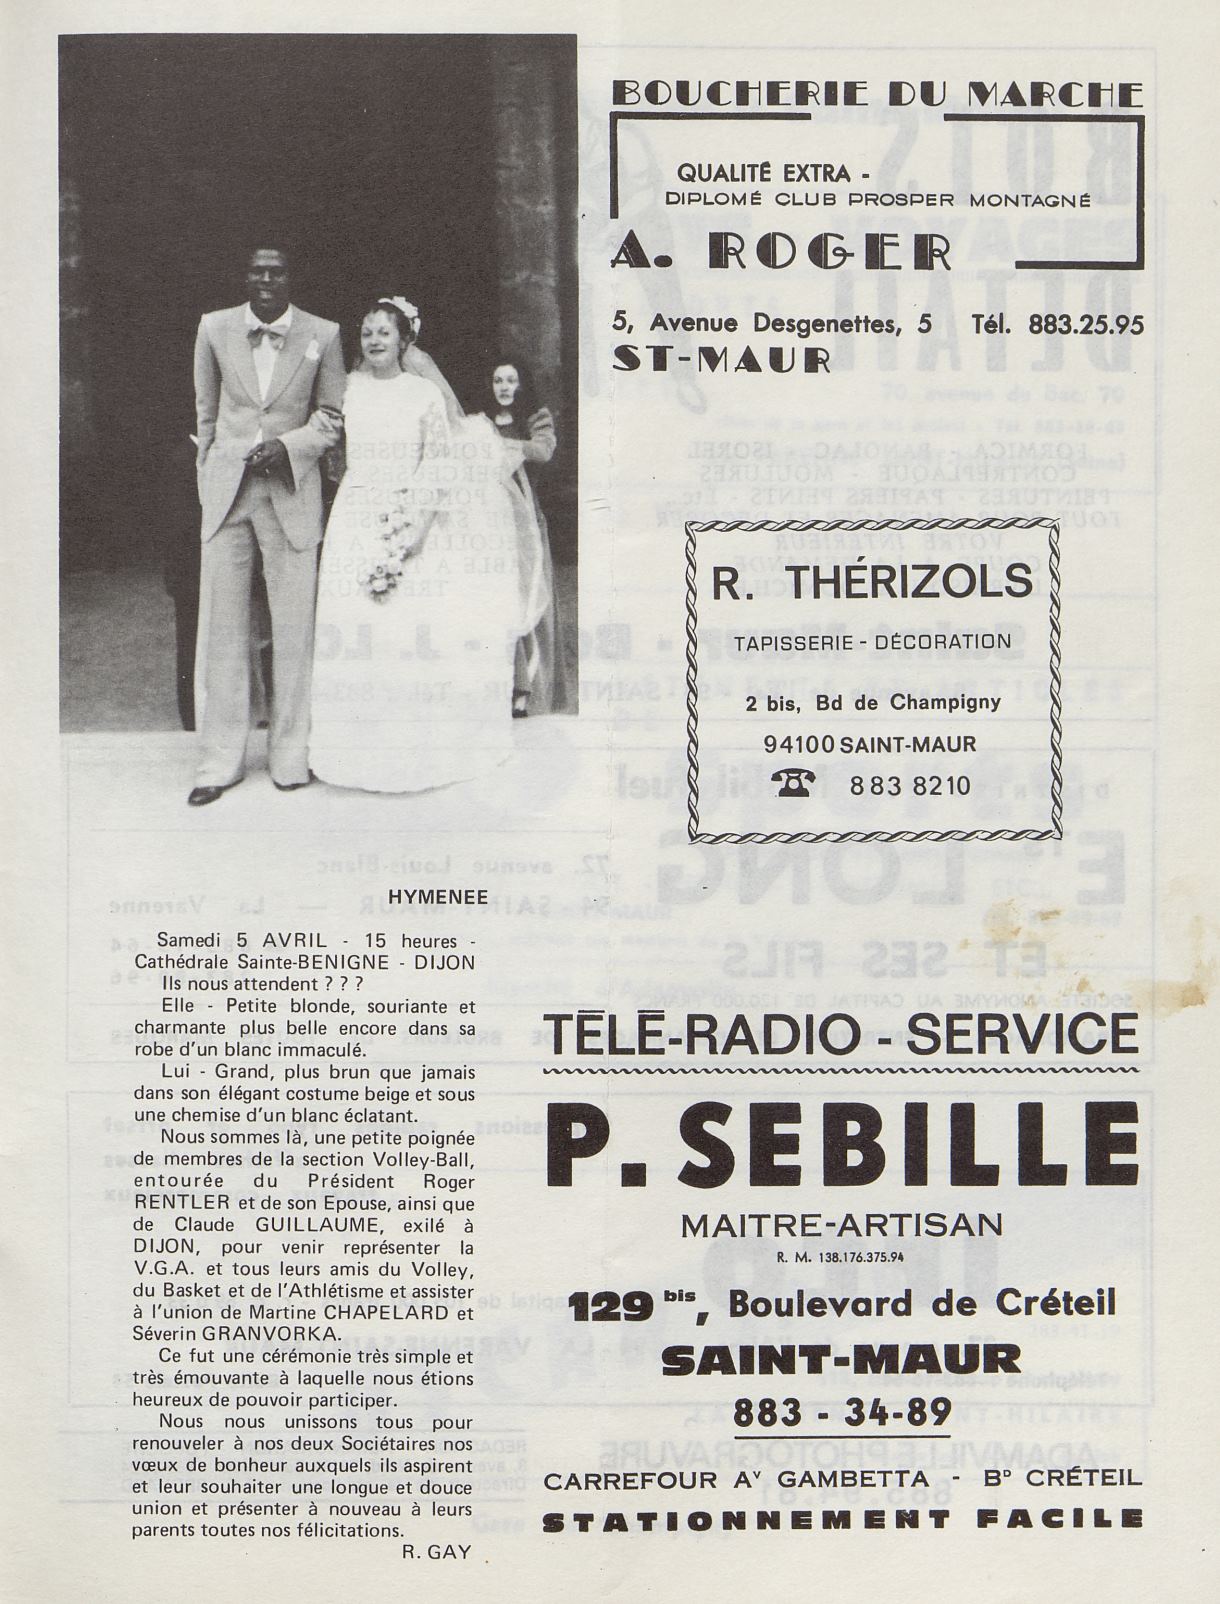 BOUCHERIE DU MARCHE
QUALITÉ EXTRA -
DIPLOMÉ CLUB PROSPER MONTAGNÉ
A. ROGER
5, Avenue Desgenettes, 5 Tél. 883.25.95
ST-MAUR
R. THÉRIZOLS
TAPISSERIE - DÉCORATION
2 bis, Bd de Champigny
94100 SAINT-MAUR
883 8210
HYMENEE
Samedi 5 AVRIL - 15 heures -
Cathédrale Sainte-BENIGNE - DIJON
Ils nous attendent ? ? ?
Elle - Petite blonde, souriante et
charmante plus belle encore dans sa
robe d'un blanc immaculé.
Lui - Grand, plus brun que jamais
dans son élégant costume beige et sous
une chemise d'un blanc éclatant.
Nous sommes là, une petite poignée
de membres de la section Volley-Ball,
entourée du Président Roger
RENTLER et de son Epouse, ainsi que
de Claude GUILLAUME, exilé à
DIJON, pour venir représenter la
V.G.A. et tous leurs amis du Volley,
du Basket et de l'Athlétisme et assister
à l'union de Martine CHAPELARD et
Séverin GRANVORKA.
Ce fut une cérémonie très simple et
très émouvante à laquelle nous étions
heureux de pouvoir participer.
Nous nous unissons tous pour
renouveler à nos deux Sociétaires nos
vœux de bonheur auxquels ils aspirent
et leur souhaiter une longue et douce
union et présenter à nouveau à leurs
parents toutes nos félicitations.
R. GAY
TÉLÉ-RADIO - SERVICE
P. SEBILLE
MAITRE-ARTISAN
R. M. 138.176.375.94
129 bis, Boulevard de Créteil
SAINT-MAUR
883 - 34-89
CARREFOUR Av GAMBETTA - BD CRÉTEIL
STATIONNEMENT FACILE